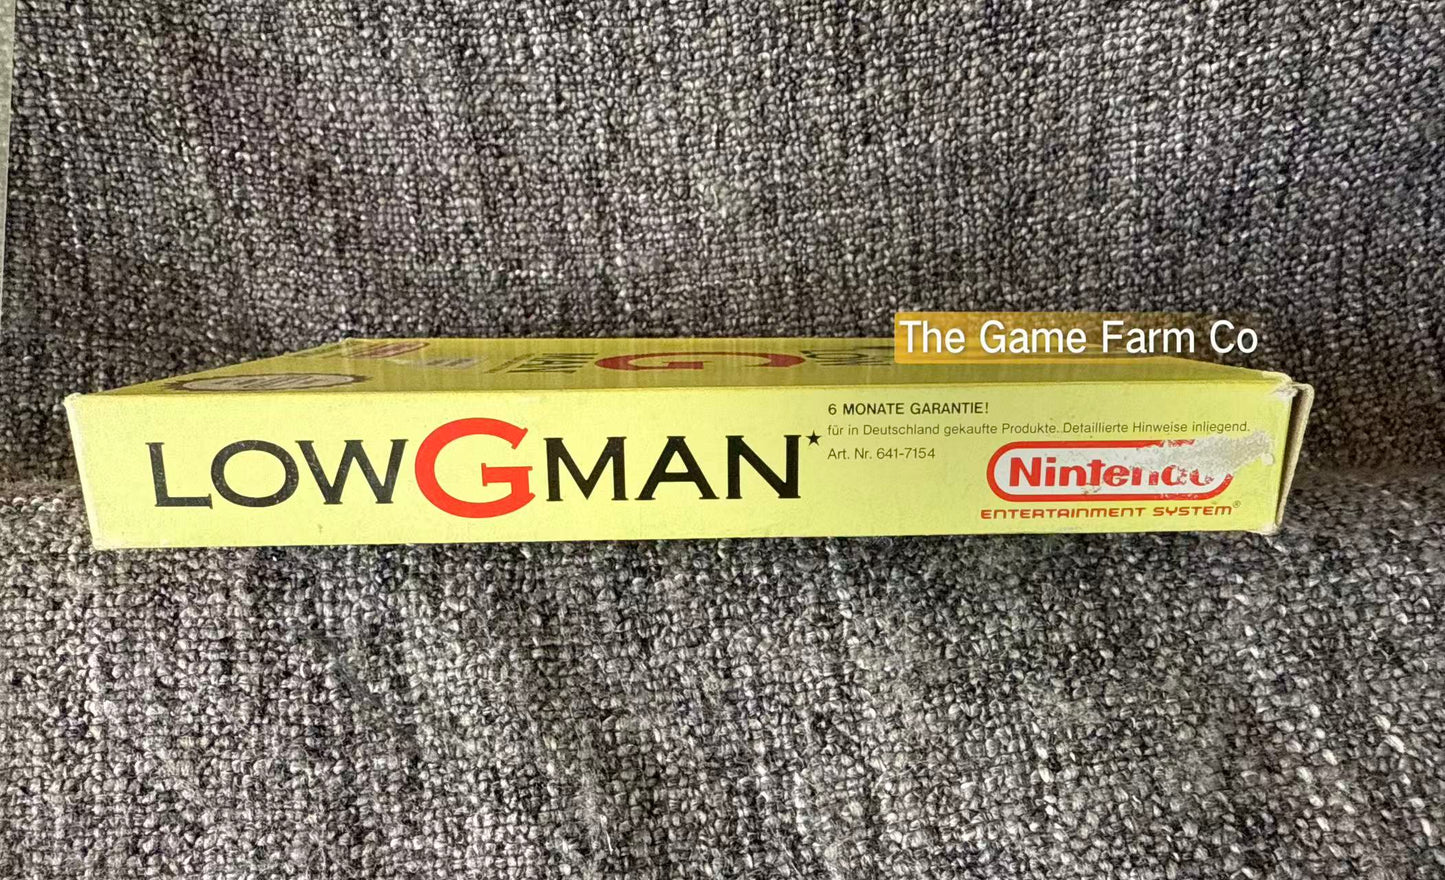 The Game Farm Co
LOWGMAN★
6 MONATE GARANTIE!
für in Deutschland gekaufte Produkte. Detaillierte Hinweise inliegend.
Art. Nr. 641-7154
Nintendo
ENTERTAINMENT SYSTEM®